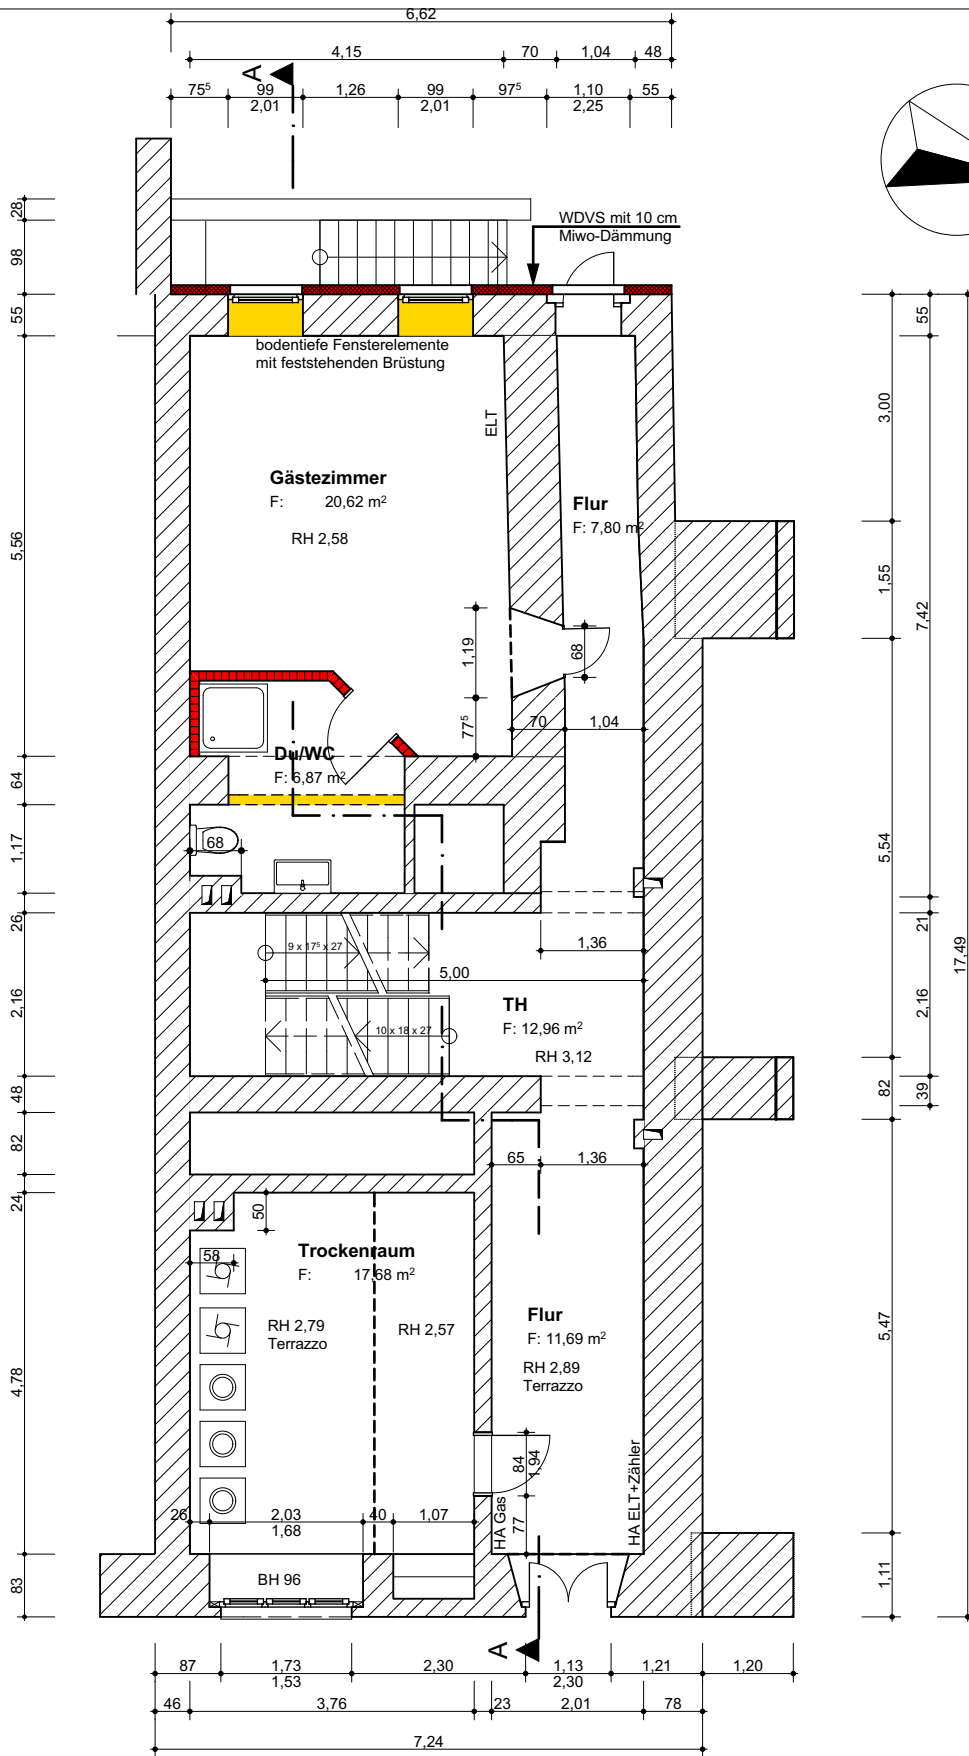 6,62
4,15 70 1,04 48
A
75⁵ 99 1,26 99 97⁵ 1,10 55
2,01 2,01 2,25
28
98
55
5,56
64
1,17
26
2,16
48
82
24
4,78
83
WDVS mit 10 cm
Miwo-Dämmung
bodentiefe Fensterelemente
mit feststehenden Brüstung
ELT
Gästezimmer
F: 20,62 m²
RH 2,58
Flur
F: 7,80 m²
1,19
68
77⁵
70 1,04
Du/WC
F: 6,87 m²
68
1,36
9 x 17⁵ x 27
5,00
TH
F: 12,96 m²
RH 3,12
10 x 18 x 27
65 1,36
50
58
Trockenraum
F: 17,68 m²
RH 2,79
Terrazzo
RH 2,57
Flur
F: 11,69 m²
RH 2,89
Terrazzo
84
1,94
77
HA Gas
HA ELT+Zähler
26 2,03 40 1,07
1,68
BH 96
55
3,00
1,55
7,42
5,54
21
2,16
17,49
82
39
5,47
1,11
A
87 1,73 2,30 1,13 1,21 1,20
1,53 2,30
46 3,76 23 2,01 78
7,24